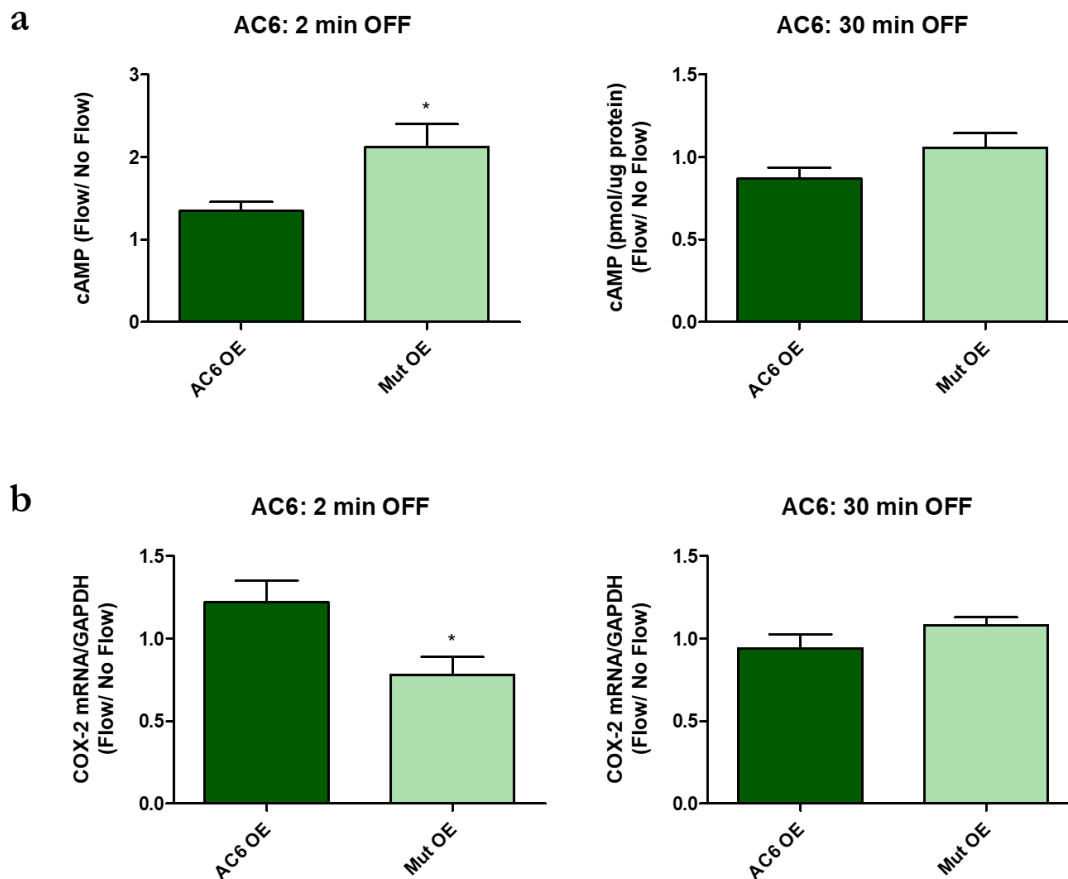 a
AC6: 2 min OFF
cAMP (Flow/ No Flow)
3
2
1
0
*
AC6 OE
Mut OE
AC6: 30 min OFF
cAMP (pmol/ug protein)
(Flow/ No Flow)
1.5
1.0
0.5
0.0
AC6 OE
Mut OE
b
AC6: 2 min OFF
COX-2 mRNA/GAPDH
(Flow/ No Flow)
1.5
1.0
0.5
0.0
*
AC6 OE
Mut OE
AC6: 30 min OFF
COX-2 mRNA/GAPDH
(Flow/ No Flow)
1.5
1.0
0.5
0.0
AC6 OE
Mut OE